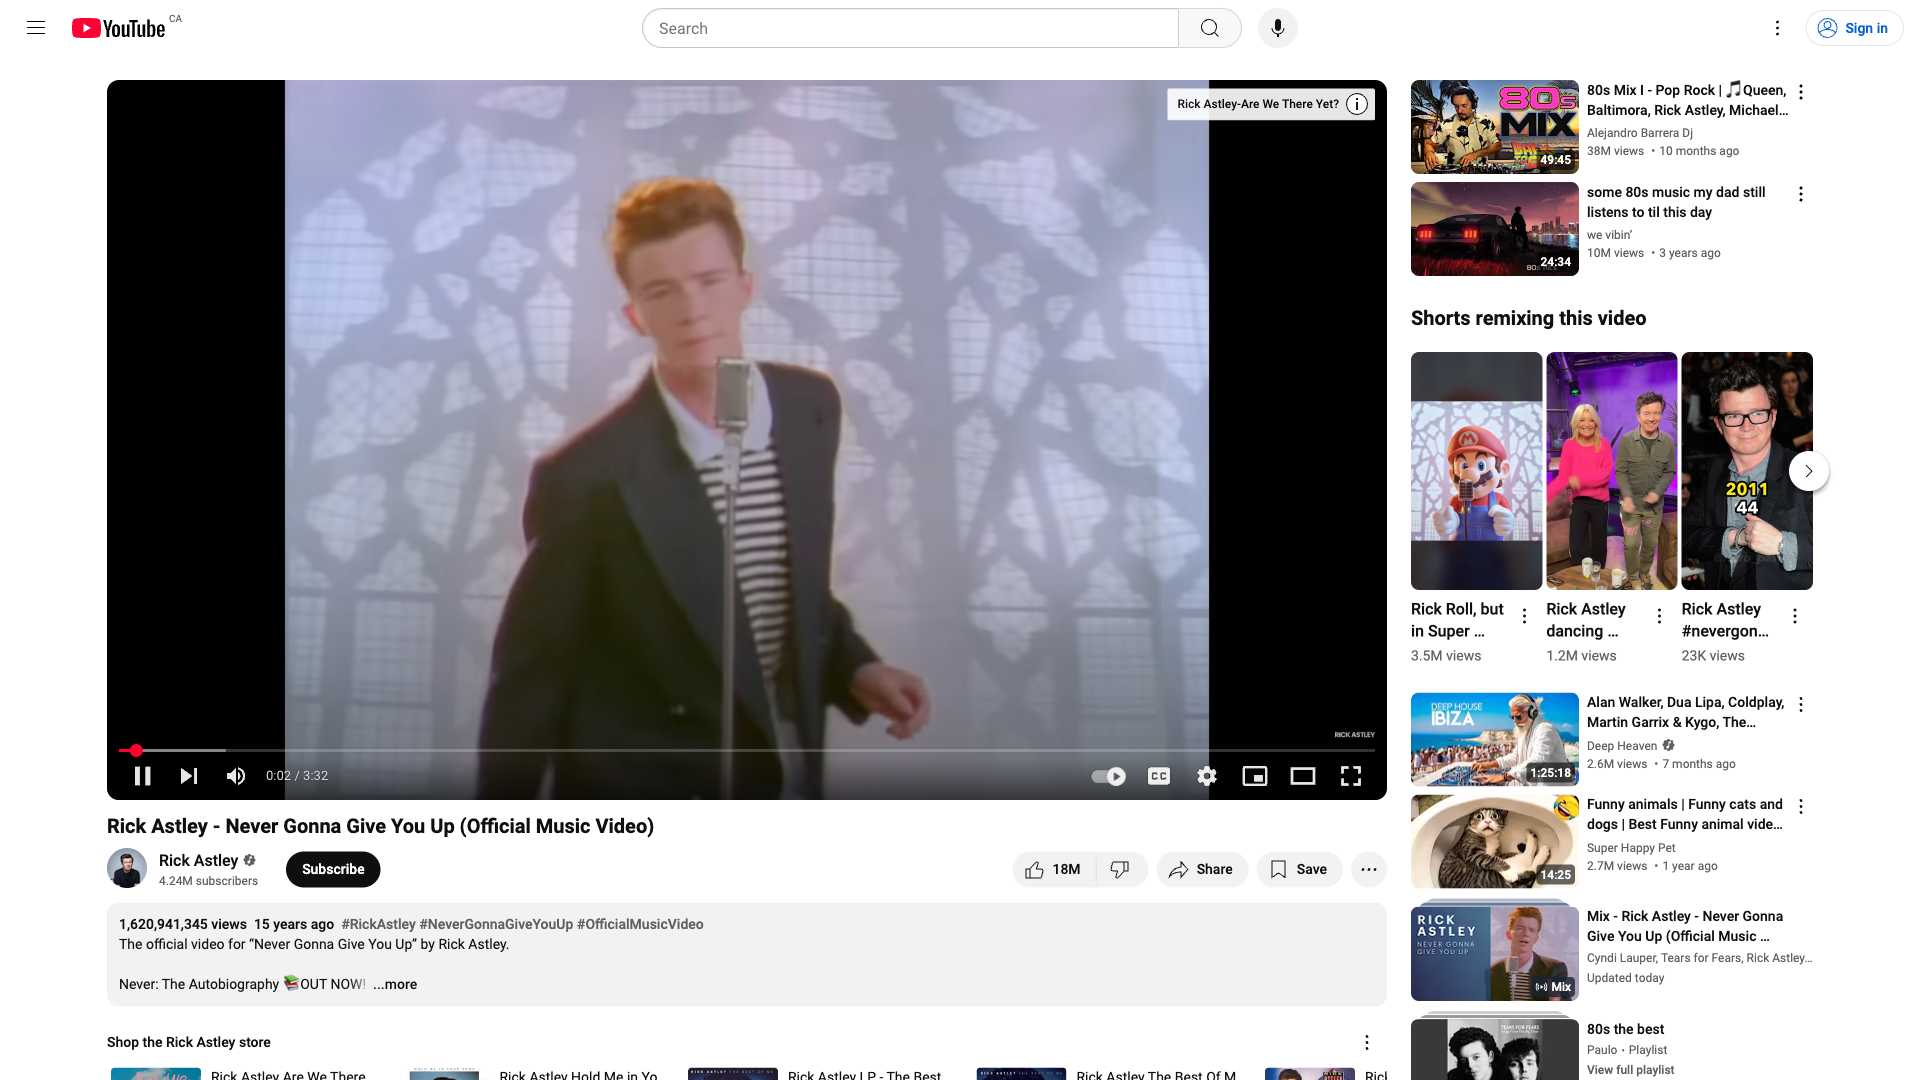 YouTube CA
Search
Sign in
Rick Astley-Are We There Yet?
RICK ASTLEY
0:02 / 3:32
CC
Rick Astley - Never Gonna Give You Up (Official Music Video)
Rick Astley
4.24M subscribers
Subscribe
18M
Share
Save
1,620,941,345 views 15 years ago #RickAstley #NeverGonnaGiveYouUp #OfficialMusicVideo
The official video for “Never Gonna Give You Up” by Rick Astley.
Never: The Autobiography 📚OUT NOW! ...more
Shop the Rick Astley store
Rick Astley Are We There
Rick Astley Hold Me in Yo
Rick Astley LP - The Best
Rick Astley The Best Of M
Rick
80s
MIX
49:45
80s Mix I - Pop Rock | 🎵Queen,
Baltimora, Rick Astley, Michael...
Alejandro Barrera Dj
38M views • 10 months ago
24:34
some 80s music my dad still
listens to til this day
we vibin’
10M views • 3 years ago
Shorts remixing this video
2011
44
Rick Roll, but
in Super ...
3.5M views
Rick Astley
dancing ...
1.2M views
Rick Astley
#nevergon...
23K views
DEEP HOUSE
IBIZA
1:25:18
Alan Walker, Dua Lipa, Coldplay,
Martin Garrix & Kygo, The...
Deep Heaven
2.6M views • 7 months ago
14:25
Funny animals | Funny cats and
dogs | Best Funny animal vide...
Super Happy Pet
2.7M views • 1 year ago
RICK
ASTLEY
NEVER GONNA
GIVE YOU UP
Mix
Mix - Rick Astley - Never Gonna
Give You Up (Official Music ...
Cyndi Lauper, Tears for Fears, Rick Astley...
Updated today
TEARS FOR FEARS
80s the best
Paulo • Playlist
View full playlist